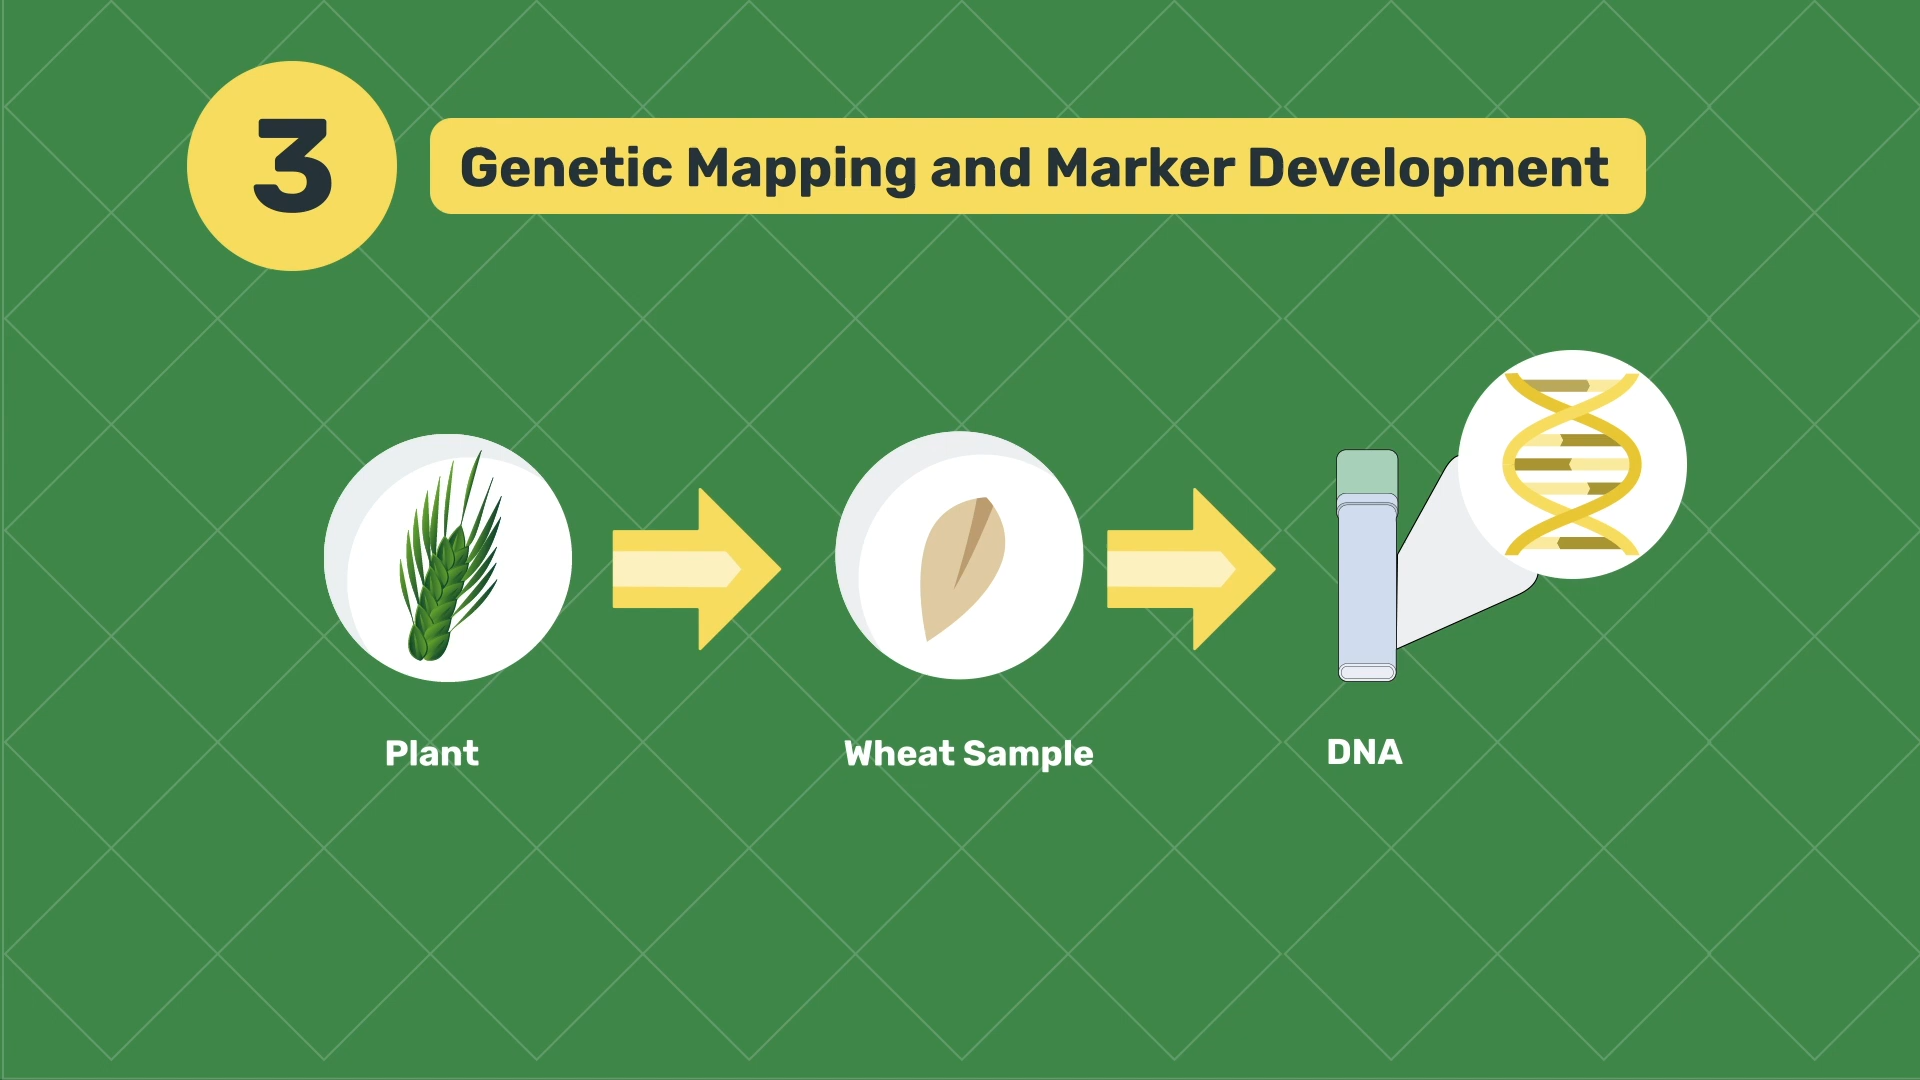 3
Genetic Mapping and Marker Development
Plant
Wheat Sample
DNA